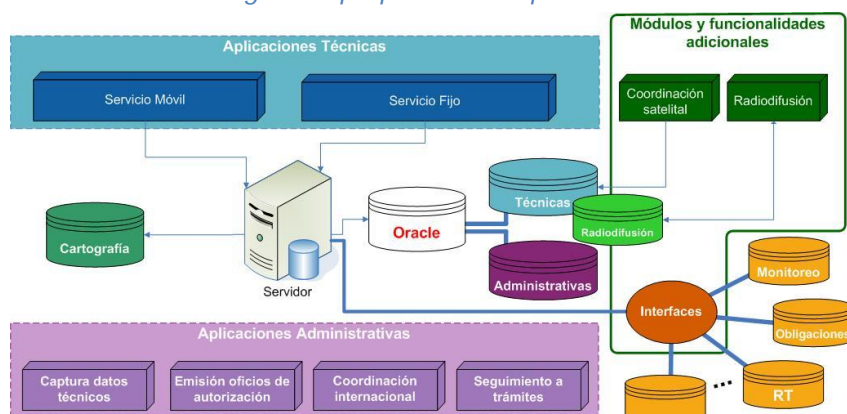 Aplicaciones Técnicas
Módulos y funcionalidades
adicionales
Servicio Móvil
Servicio Fijo
Coordinación
satelital
Radiodifusión
Técnicas
Cartografía
Oracle
Radiodifusión
Servidor
Administrativas
Monitoreo
Interfaces
Aplicaciones Administrativas
Obligaciones
Captura datos
técnicos
Emisión oficios de
autorización
Coordinación
internacional
Seguimiento a
trámites
...
RT